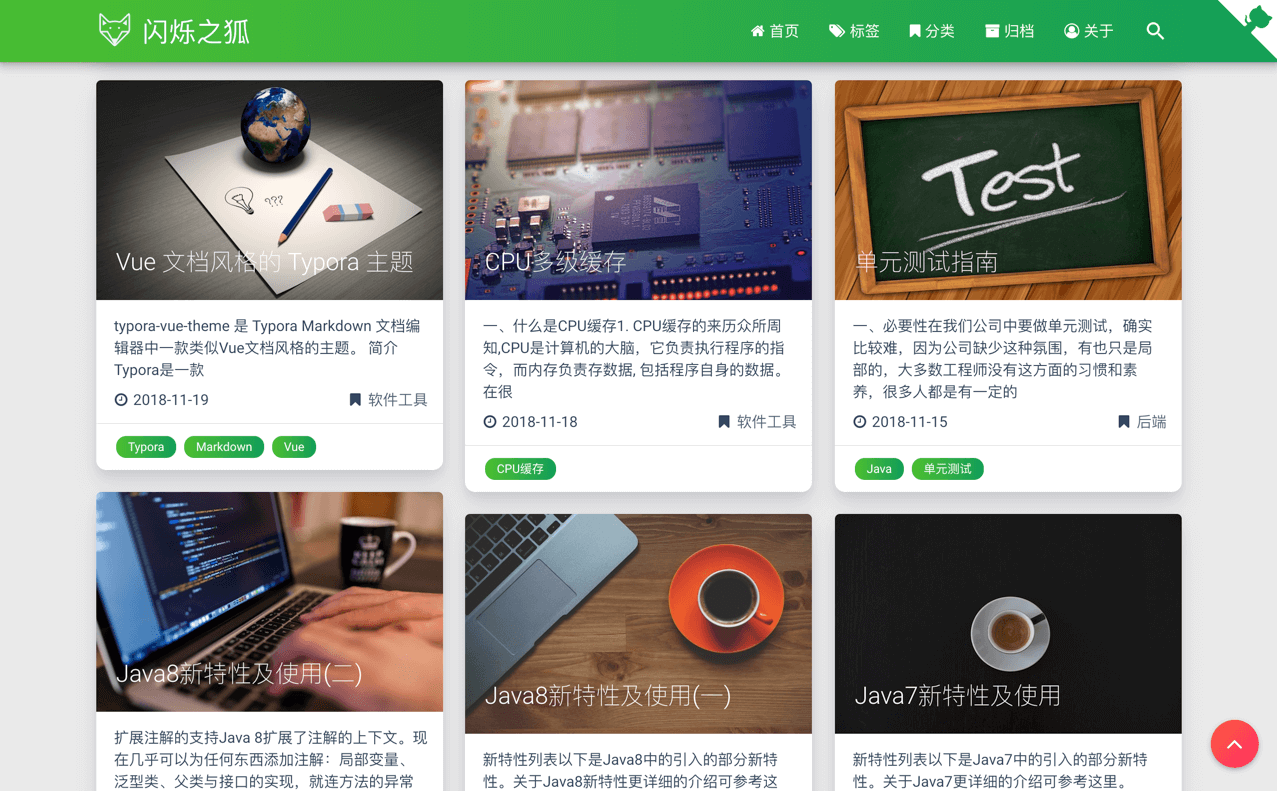 闪烁之狐
首页
标签
分类
归档
关于
Vue 文档风格的 Typora 主题
typora-vue-theme 是 Typora Markdown 文档编
辑器中一款类似Vue文档风格的主题。 简介
Typora是一款
2018-11-19
软件工具
Typora
Markdown
Vue
CPU多级缓存
一、什么是CPU缓存1. CPU缓存的来历众所周
知,CPU是计算机的大脑，它负责执行程序的指
令，而内存负责存数据, 包括程序自身的数据。
在很
2018-11-18
软件工具
CPU缓存
Test
单元测试指南
一、必要性在我们公司中要做单元测试，确实
比较难，因为公司缺少这种氛围，有也只是局
部的，大多数工程师没有这方面的习惯和素
养，很多人都是有一定的
2018-11-15
后端
Java
单元测试
Java8新特性及使用(二)
扩展注解的支持Java 8扩展了注解的上下文。现
在几乎可以为任何东西添加注解：局部变量、
泛型类、父类与接口的实现，就连方法的异常
Java8新特性及使用(一)
新特性列表以下是Java8中的引入的部分新特
性。关于Java8新特性更详细的介绍可参考这
Java7新特性及使用
新特性列表以下是Java7中的引入的部分新特
性。关于Java7更详细的介绍可参考这里。